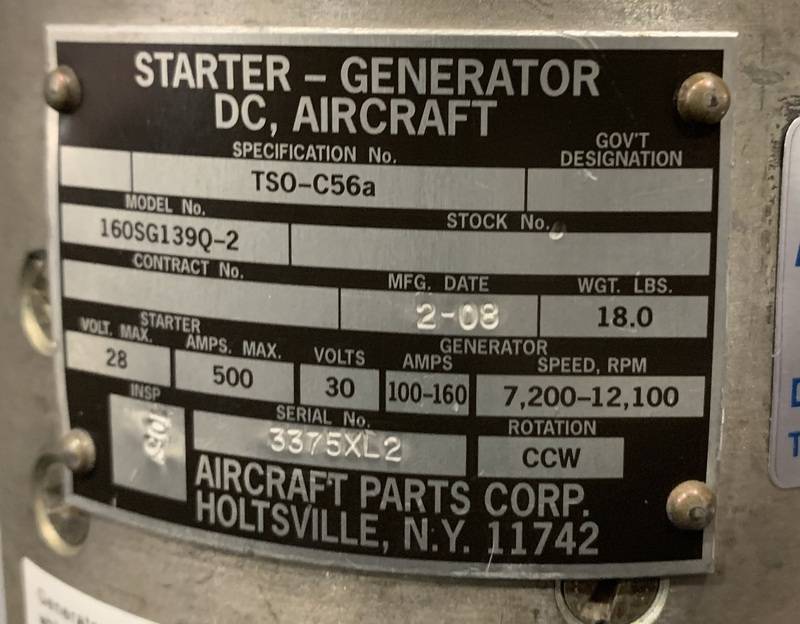 STARTER – GENERATOR
DC, AIRCRAFT
SPECIFICATION No.
GOV'T
DESIGNATION
TSO-C56a
MODEL No.
STOCK No.
160SG139Q-2
CONTRACT No.
MFG. DATE
WGT. LBS.
2-08
18.0
STARTER
GENERATOR
VOLT. MAX.
AMPS. MAX.
VOLTS
AMPS
SPEED, RPM
28
500
30
100-160
7,200-12,100
INSP
SERIAL No.
ROTATION
3375XL2
CCW
AIRCRAFT PARTS CORP.
HOLTSVILLE, N.Y. 11742